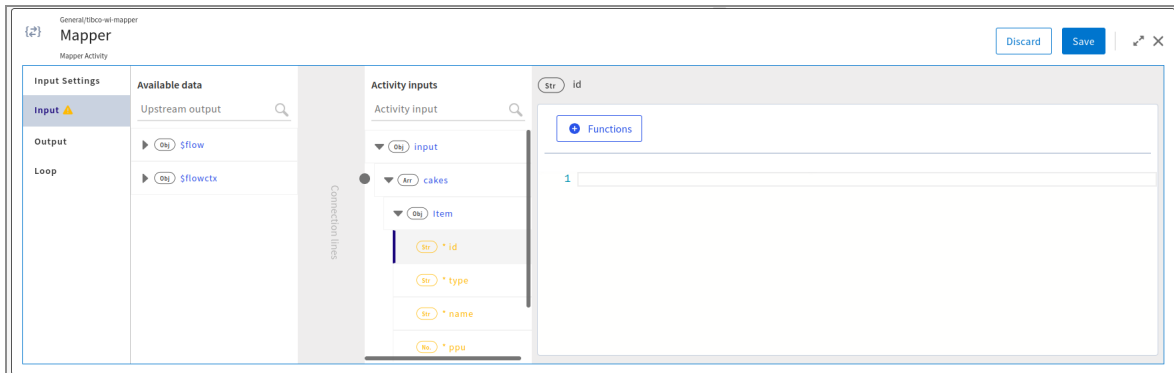 General/tibco-wi-mapper
Mapper
Mapper Activity
Discard
Save
Input Settings
Input
Output
Loop
Available data
Upstream output
Obj $flow
Obj $flowctx
Connection lines
Activity inputs
Activity input
Obj input
Arr cakes
Obj Item
Str * id
Str * type
Str * name
Nu. * ppu
Str id
Functions
1